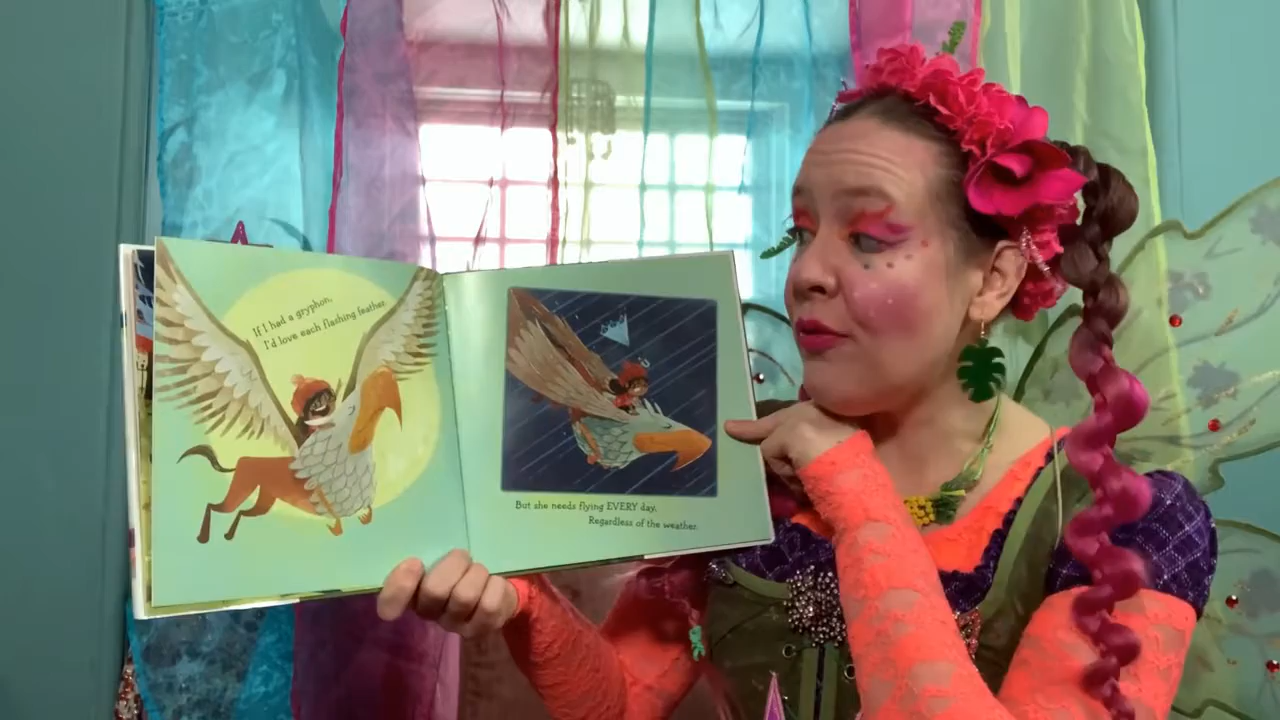 If I had a gryphon,
I'd love each flashing feather.
But she needs flying EVERY day,
Regardless of the weather.